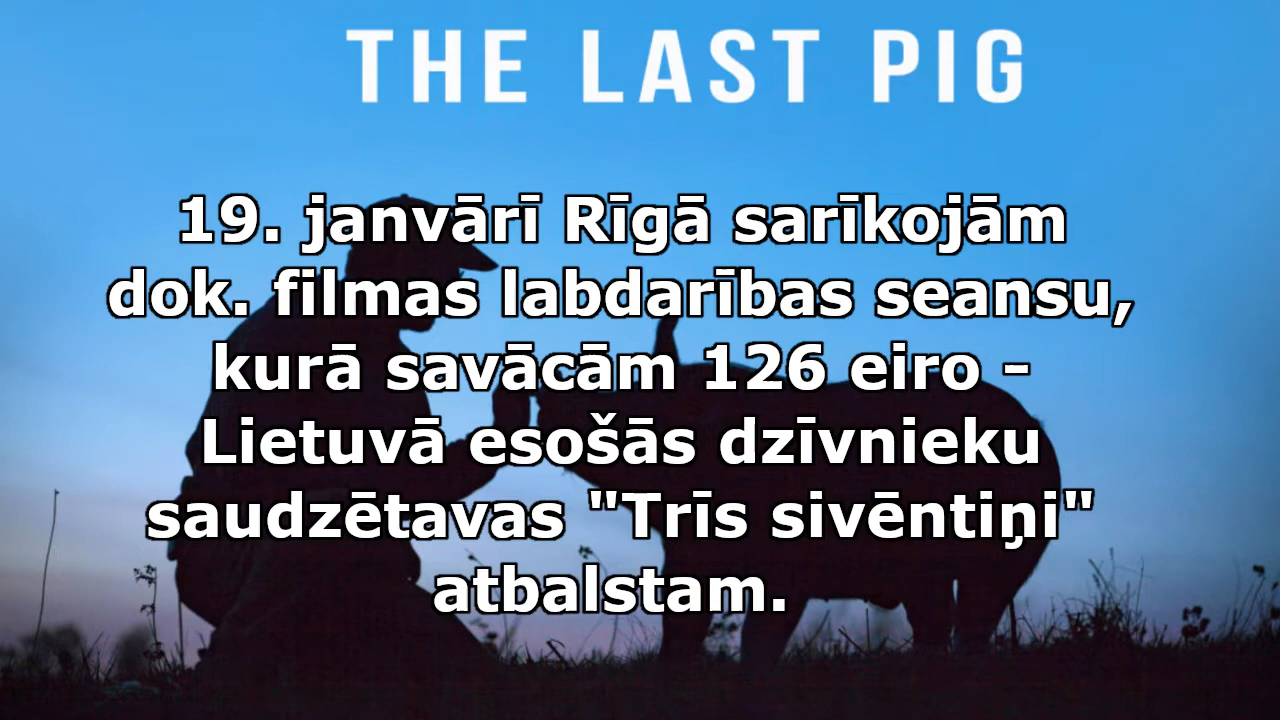 THE LAST PIG
19. janvārī Rīgā sarīkojām
dok. filmas labdarības seansu,
kurā savācām 126 eiro -
Lietuvā esošās dzīvnieku
saudzētavas "Trīs sivēntiņi"
atbalstam.